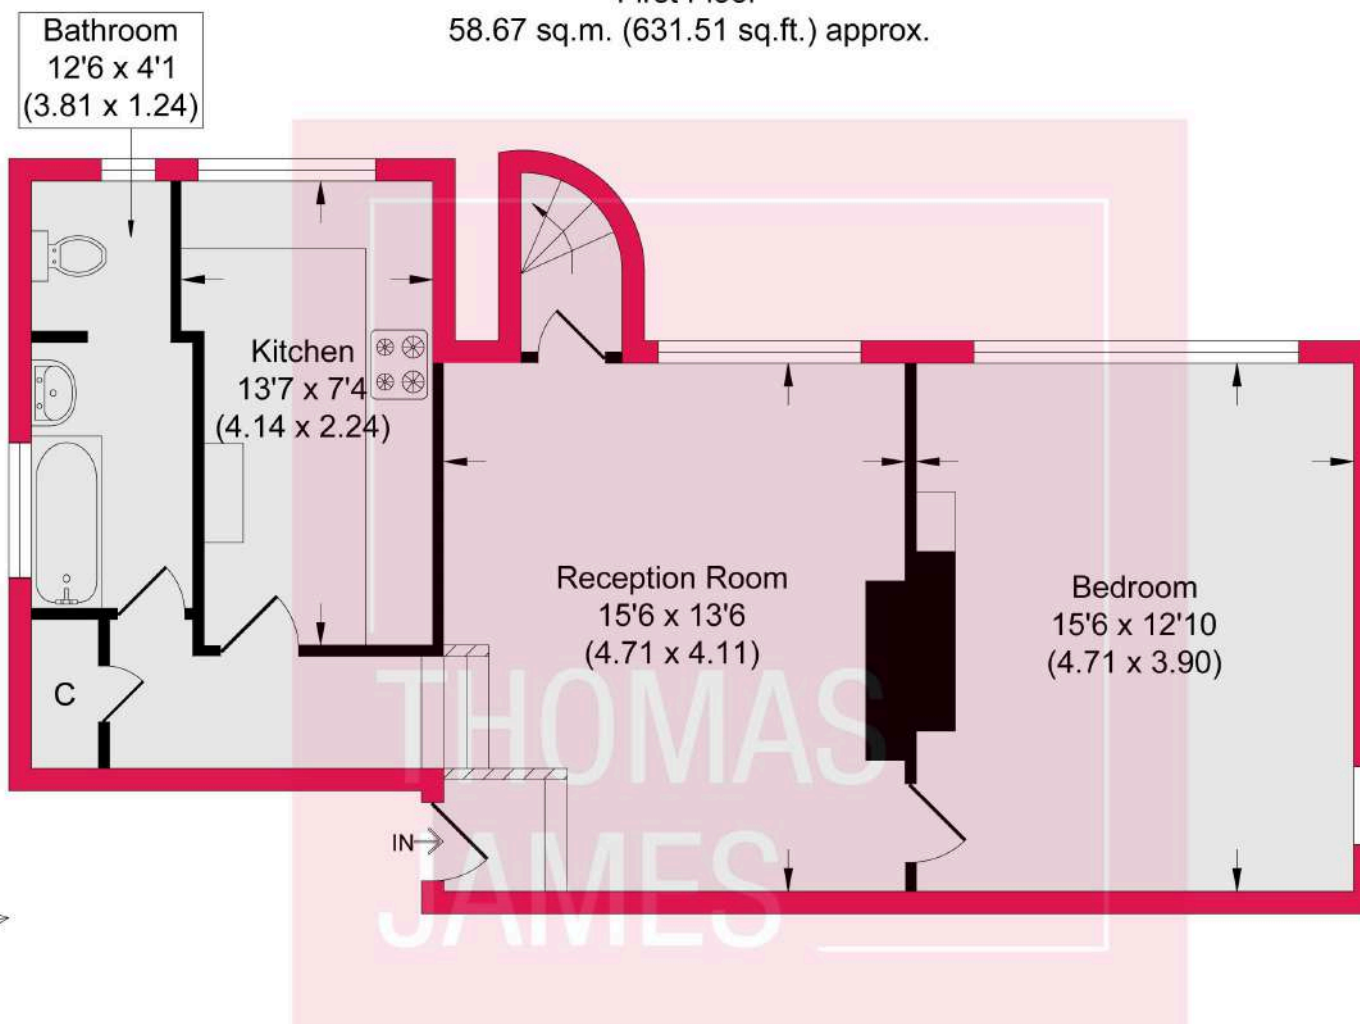 First Floor
58.67 sq.m. (631.51 sq.ft.) approx.
Bathroom
12'6 x 4'1
(3.81 x 1.24)
Kitchen
13'7 x 7'4
(4.14 x 2.24)
Reception Room
15'6 x 13'6
(4.71 x 4.11)
Bedroom
15'6 x 12'10
(4.71 x 3.90)
C
IN
THOMAS
JAMES